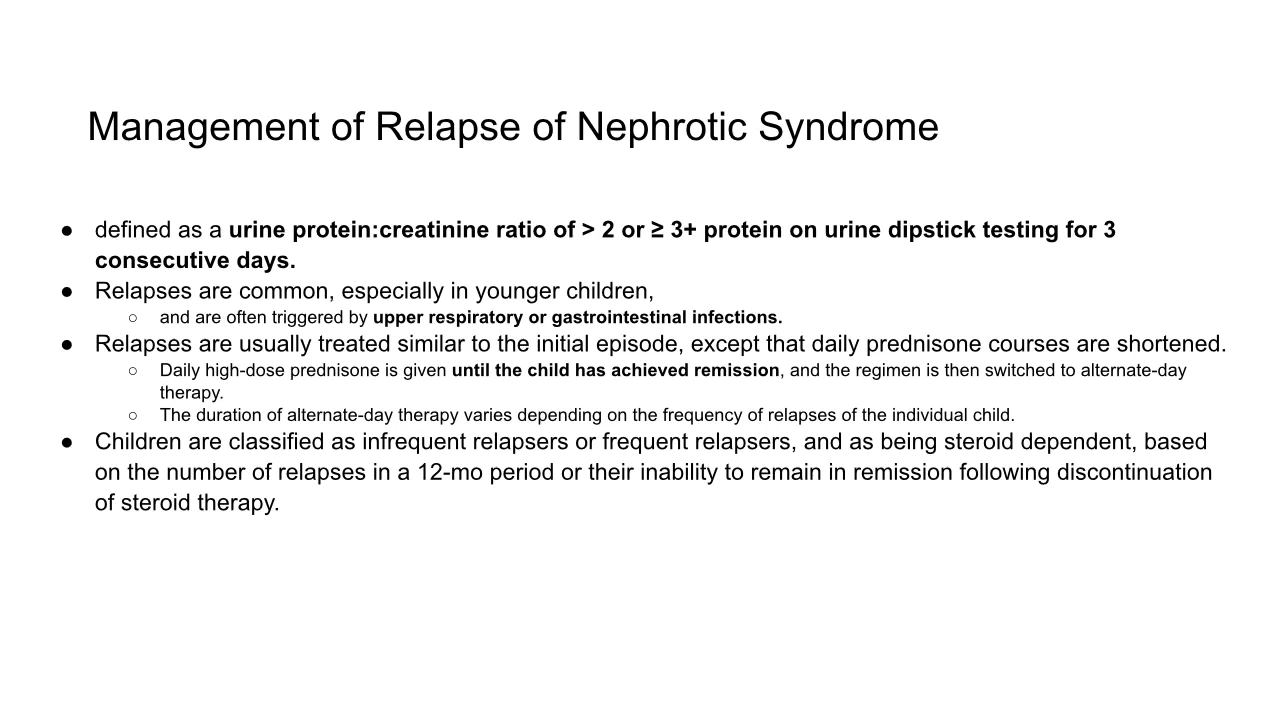 Management of Relapse of Nephrotic Syndrome
● defined as a urine protein:creatinine ratio of > 2 or ≥ 3+ protein on urine dipstick testing for 3
consecutive days.
● Relapses are common, especially in younger children,
○ and are often triggered by upper respiratory or gastrointestinal infections.
● Relapses are usually treated similar to the initial episode, except that daily prednisone courses are shortened.
○ Daily high-dose prednisone is given until the child has achieved remission, and the regimen is then switched to alternate-day
therapy.
○ The duration of alternate-day therapy varies depending on the frequency of relapses of the individual child.
● Children are classified as infrequent relapsers or frequent relapsers, and as being steroid dependent, based
on the number of relapses in a 12-mo period or their inability to remain in remission following discontinuation
of steroid therapy.